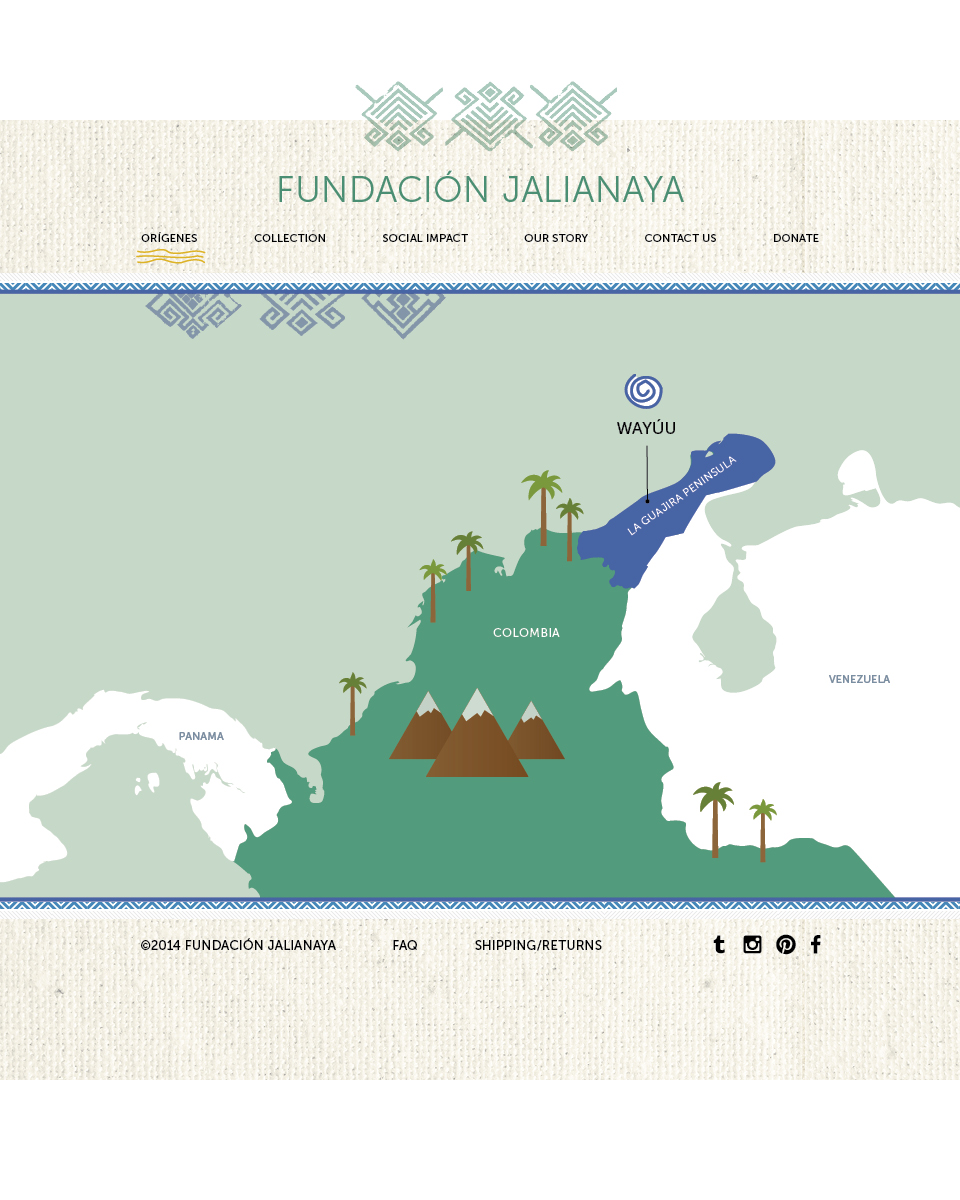 FUNDACIÓN JALIANAYA
ORÍGENES COLLECTION SOCIAL IMPACT OUR STORY CONTACT US DONATE
WAYÚU
LA GUAJIRA PENINSULA
COLOMBIA
VENEZUELA
PANAMA
©2014 FUNDACIÓN JALIANAYA FAQ SHIPPING/RETURNS